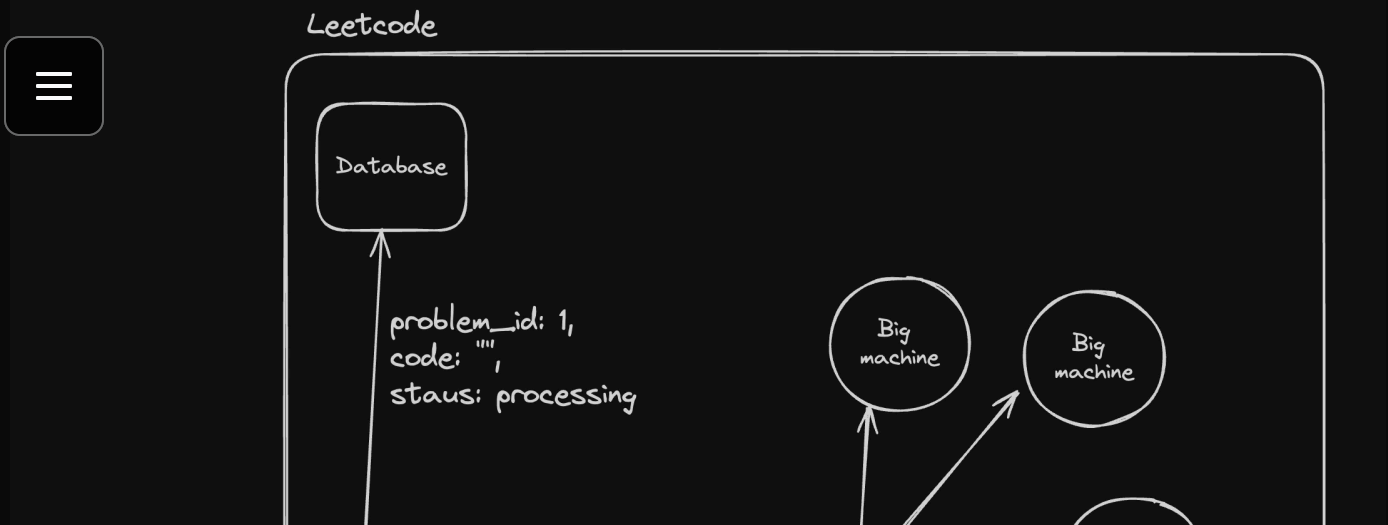 Leetcode
Database
problem_id: 1,
code: "",
staus: processing
Big
machine
Big
machine